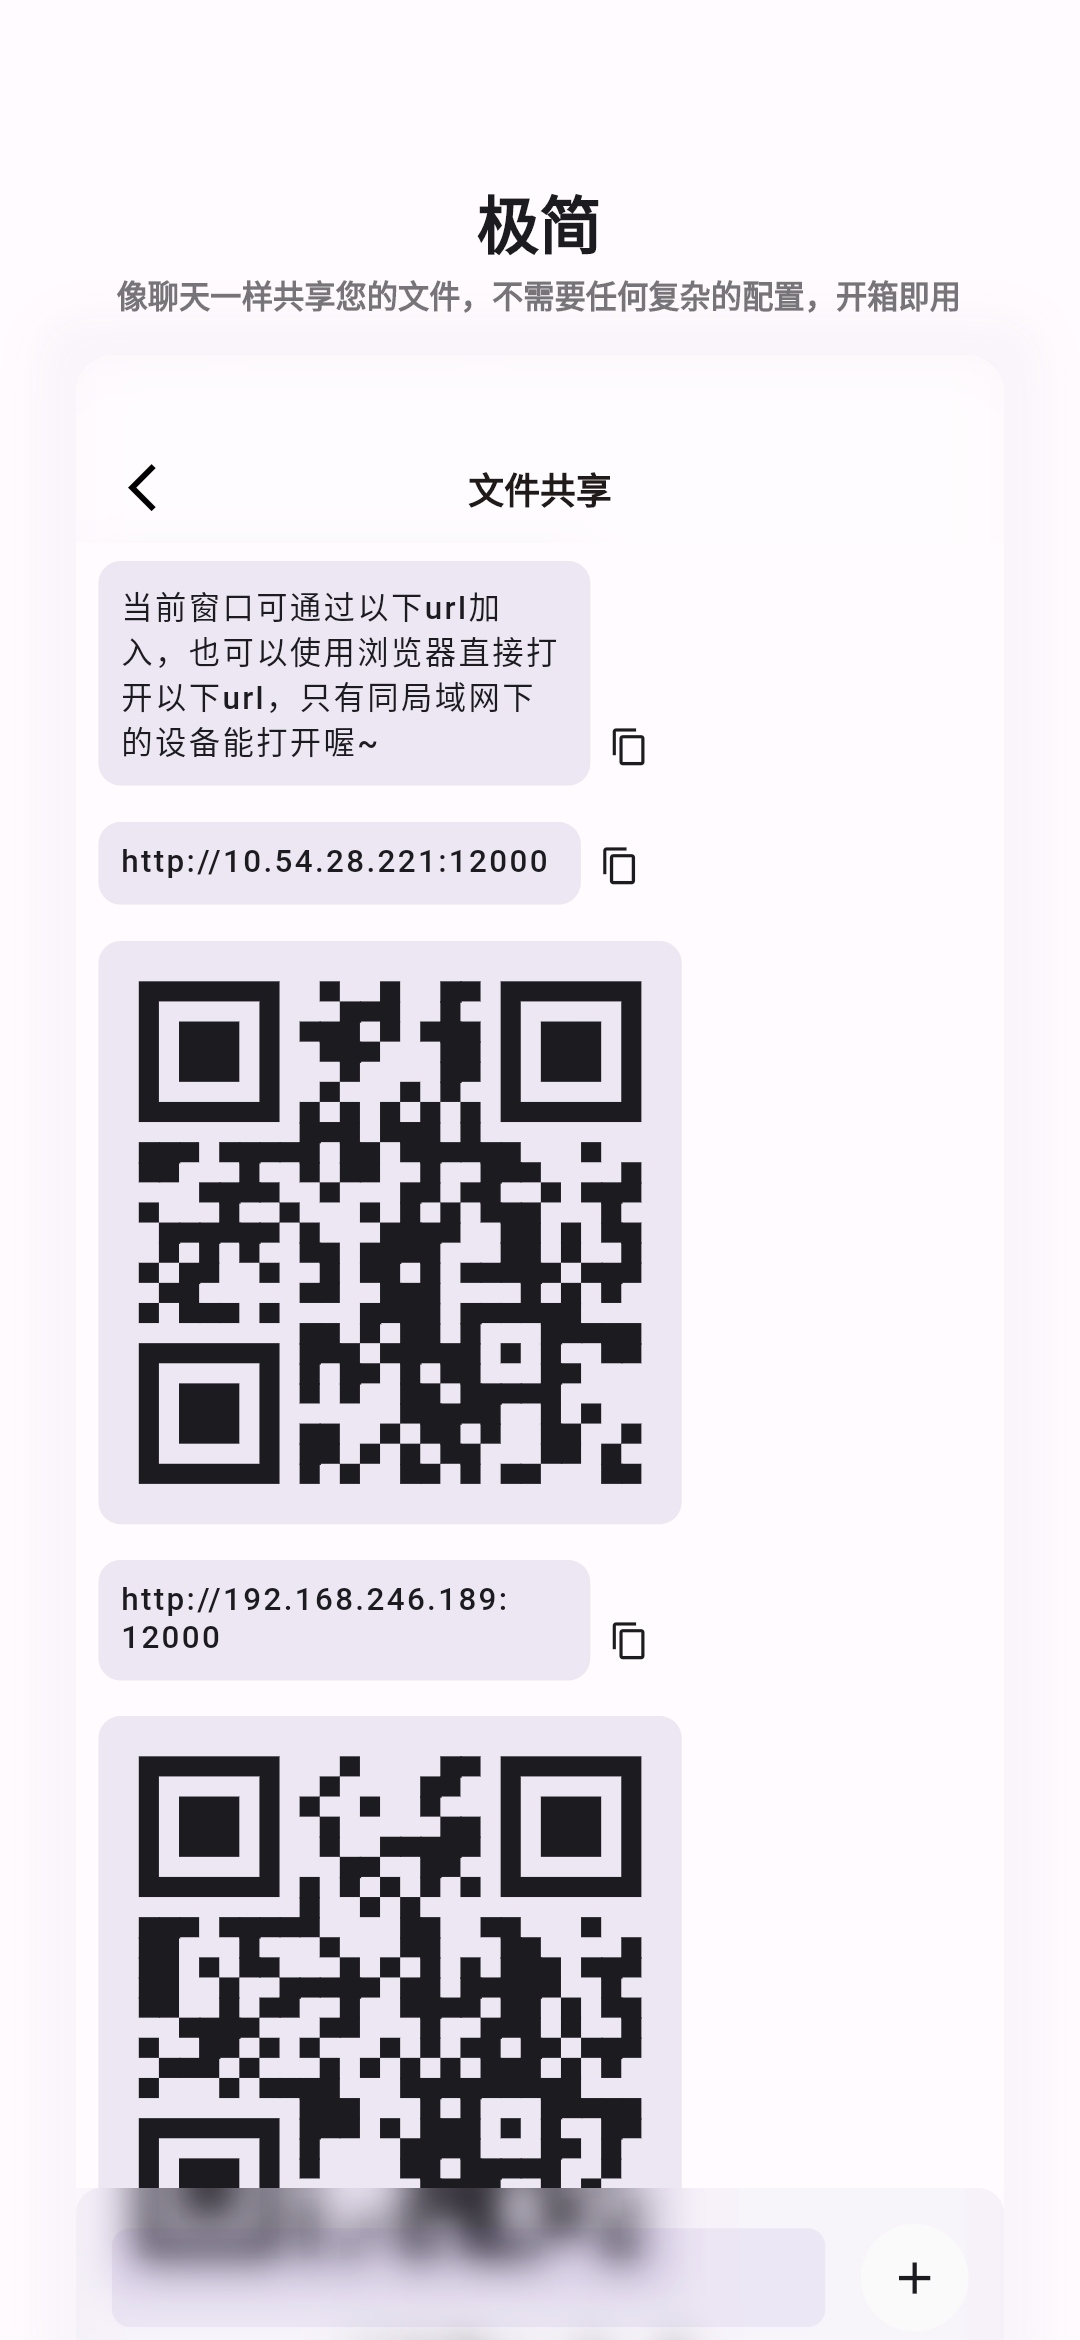 极简
像聊天一样共享您的文件，不需要任何复杂的配置，开箱即用
文件共享
当前窗口可通过以下url加
入，也可以使用浏览器直接打
开以下url，只有同局域网下
的设备能打开喔~
http://10.54.28.221:12000
http://192.168.246.189:
12000